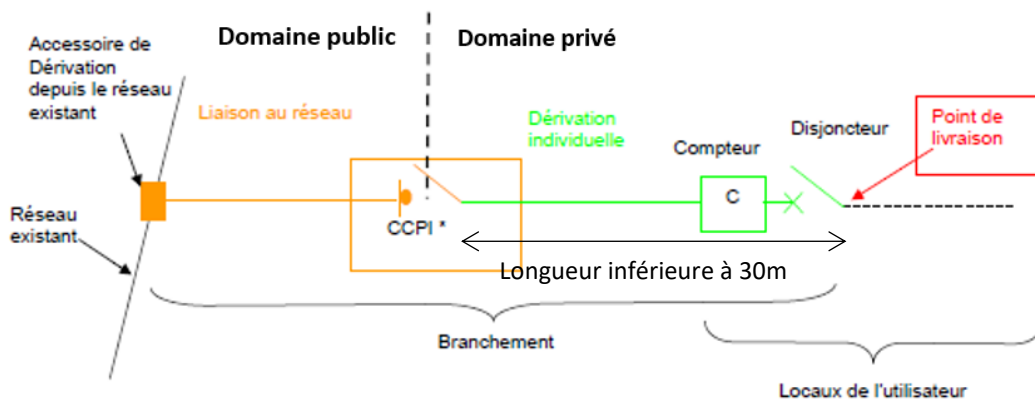 Domaine public
Domaine privé
Accessoire de
Dérivation
depuis le réseau
existant
Liaison au réseau
Dérivation
individuelle
Compteur
Disjoncteur
Point de
livraison
C
CCPI *
Réseau
existant
Longueur inférieure à 30m
Branchement
Locaux de l'utilisateur